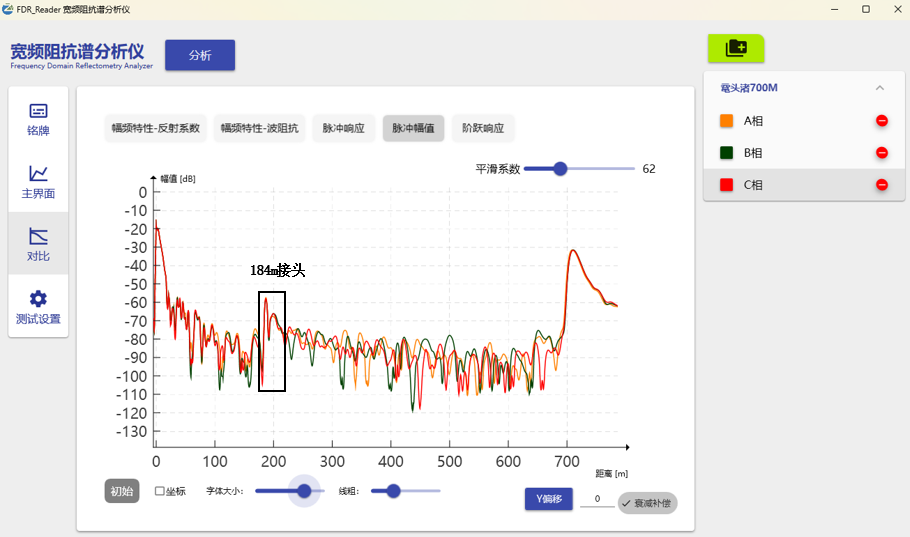 FDR_Reader 宽频阻抗谱分析仪
宽频阻抗谱分析仪
Frequency Domain Reflectometry Analyzer
分析
铭牌
主界面
对比
测试设置
幅频特性-反射系数
幅频特性-波阻抗
脉冲响应
脉冲幅值
阶跃响应
平滑系数
62
幅值 [dB]
0
-10
-20
-30
-40
-50
-60
-70
-80
-90
-100
-110
-120
-130
184m接头
0
100
200
300
400
500
600
700
距离 [m]
初始
坐标
字体大小:
线粗:
Y偏移
0
衰减补偿
鼋头渚700M
A相
B相
C相